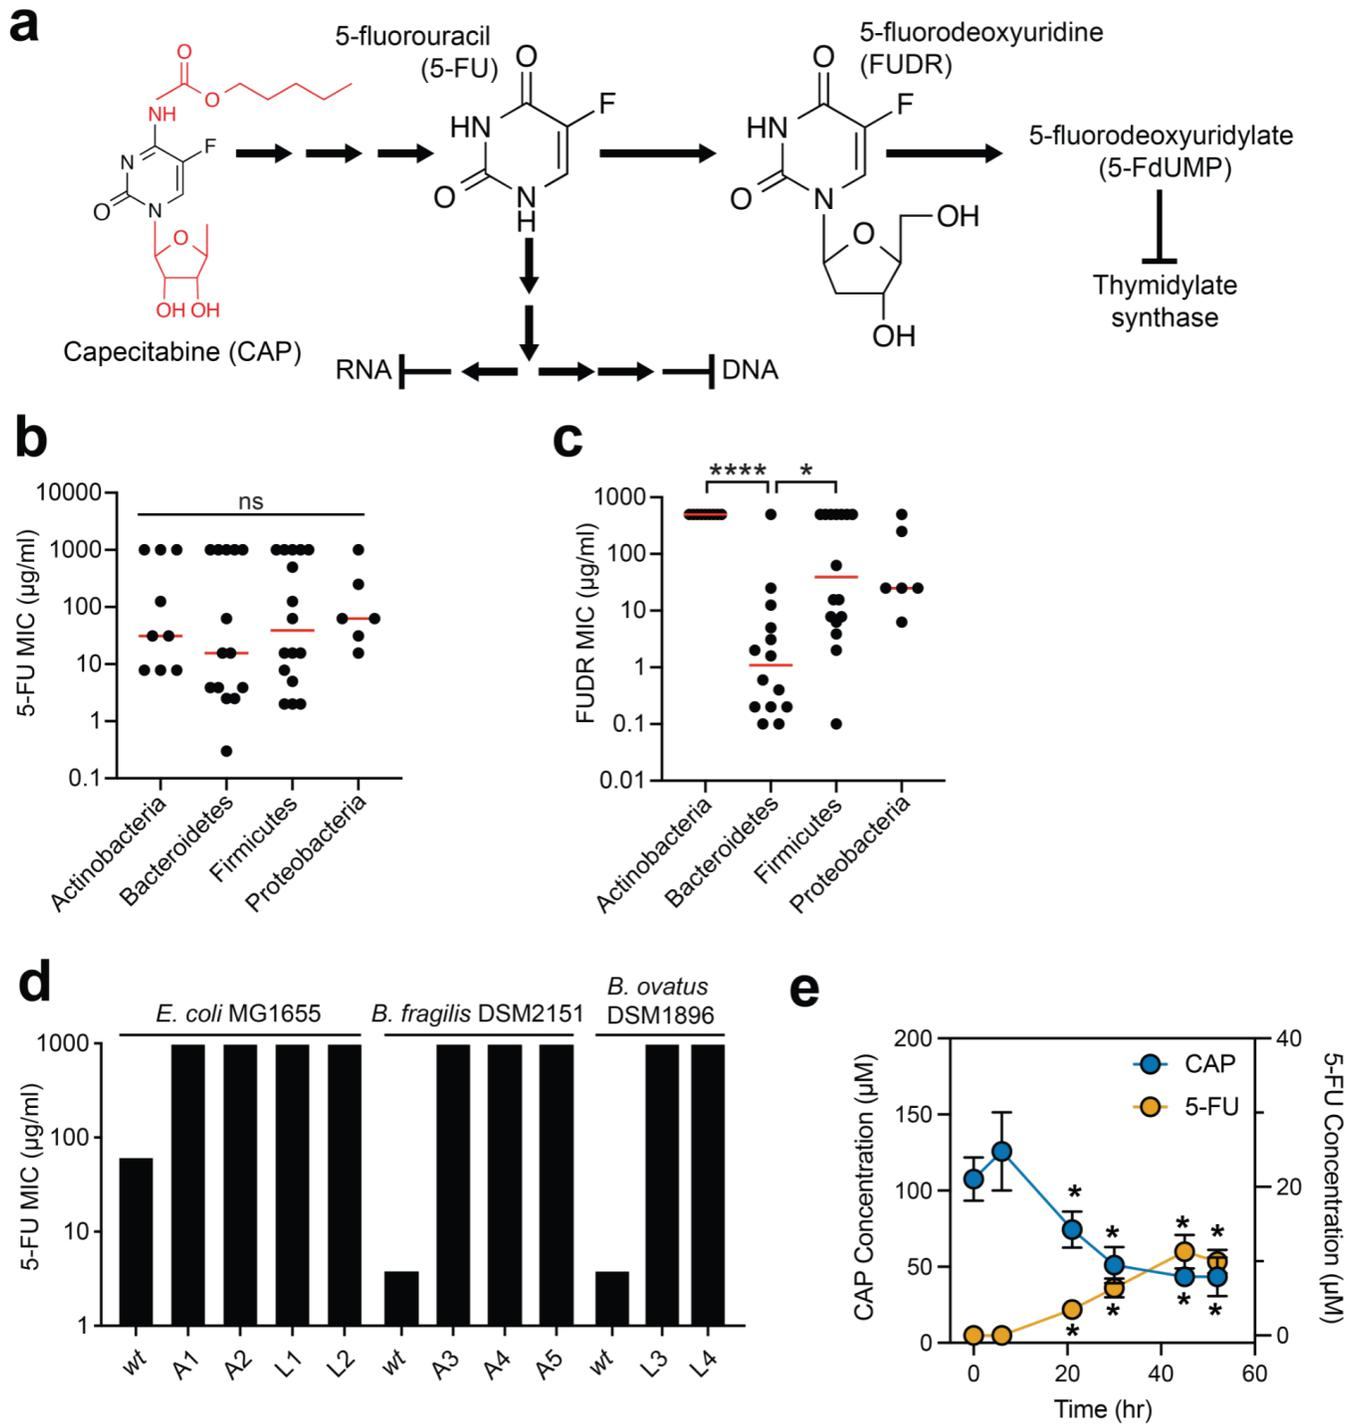 a
5-fluorouracil
(5-FU)
5-fluorodeoxyuridine
(FUDR)
O
O
NH
N
F
O
N
O
OH OH
O
F
HN
O
N
H
O
F
HN
O
N
O
OH
OH
5-fluorodeoxyuridylate
(5-FdUMP)
Thymidylate
synthase
Capecitabine (CAP)
RNA
DNA
b
ns
5-FU MIC (µg/ml)
10000
1000
100
10
1
0.1
Actinobacteria
Bacteroidetes
Firmicutes
Proteobacteria
c
**** *
FUDR MIC (µg/ml)
1000
100
10
1
0.1
0.01
Actinobacteria
Bacteroidetes
Firmicutes
Proteobacteria
d
E. coli MG1655
B. fragilis DSM2151
B. ovatus
DSM1896
5-FU MIC (µg/ml)
1000
100
10
1
wt A1 A2 L1 L2 wt A3 A4 A5 wt L3 L4
e
CAP Concentration (µM)
200
150
100
50
0
CAP
5-FU
* * * *
* * * *
40
20
0
5-FU Concentration (µM)
0 20 40 60
Time (hr)